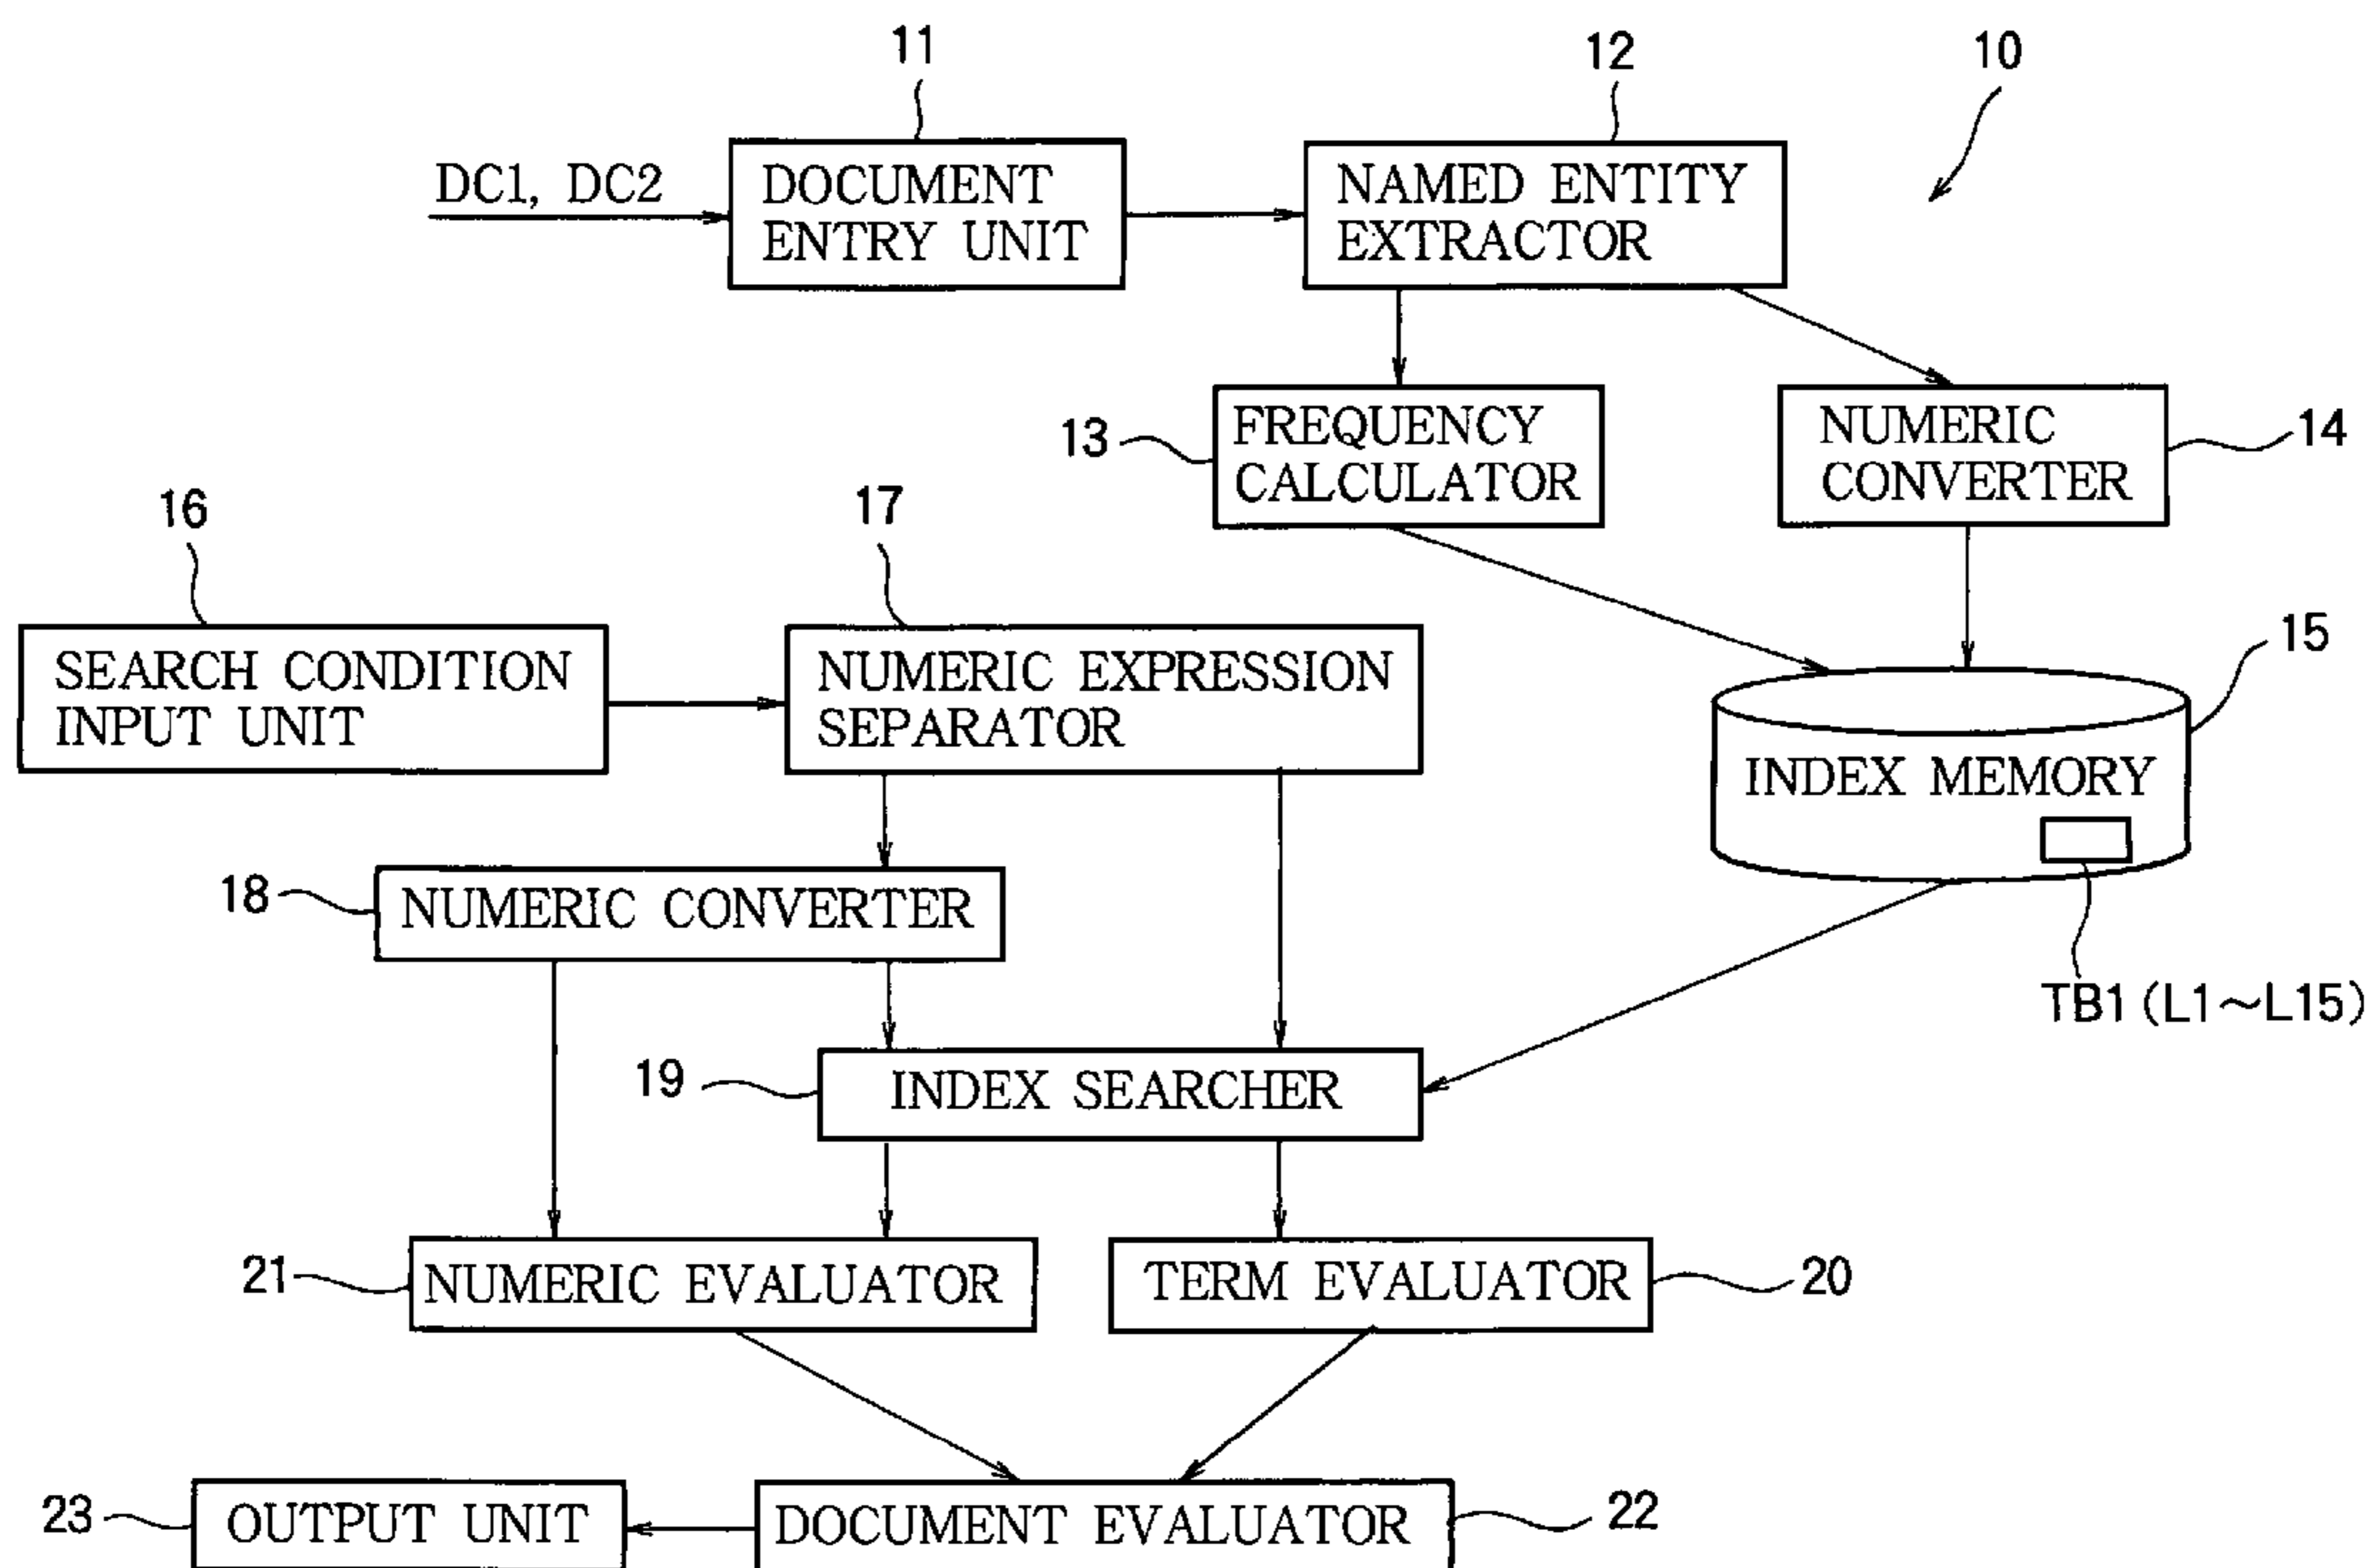 11
12
10
DC1, DC2
DOCUMENT
ENTRY UNIT
NAMED ENTITY
EXTRACTOR
13
FREQUENCY
CALCULATOR
NUMERIC
CONVERTER
14
16
17
SEARCH CONDITION
INPUT UNIT
NUMERIC EXPRESSION
SEPARATOR
15
INDEX MEMORY
18
NUMERIC CONVERTER
TB1 (L1~L15)
19
INDEX SEARCHER
21
NUMERIC EVALUATOR
TERM EVALUATOR
20
23
OUTPUT UNIT
DOCUMENT EVALUATOR
22